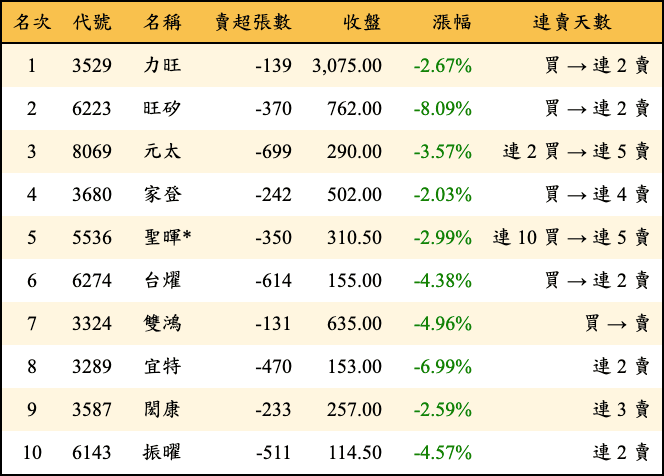 名次 代號 名稱 賣超張數 收盤 漲幅 連賣天數
1 3529 力旺 -139 3,075.00 -2.67% 買 → 連 2 賣
2 6223 旺矽 -370 762.00 -8.09% 買 → 連 2 賣
3 8069 元太 -699 290.00 -3.57% 連 2 買 → 連 5 賣
4 3680 家登 -242 502.00 -2.03% 買 → 連 4 賣
5 5536 聖暉* -350 310.50 -2.99% 連 10 買 → 連 5 賣
6 6274 台燿 -614 155.00 -4.38% 買 → 連 2 賣
7 3324 雙鴻 -131 635.00 -4.96% 買 → 賣
8 3289 宜特 -470 153.00 -6.99% 連 2 賣
9 3587 閎康 -233 257.00 -2.59% 連 3 賣
10 6143 振曜 -511 114.50 -4.57% 連 2 賣